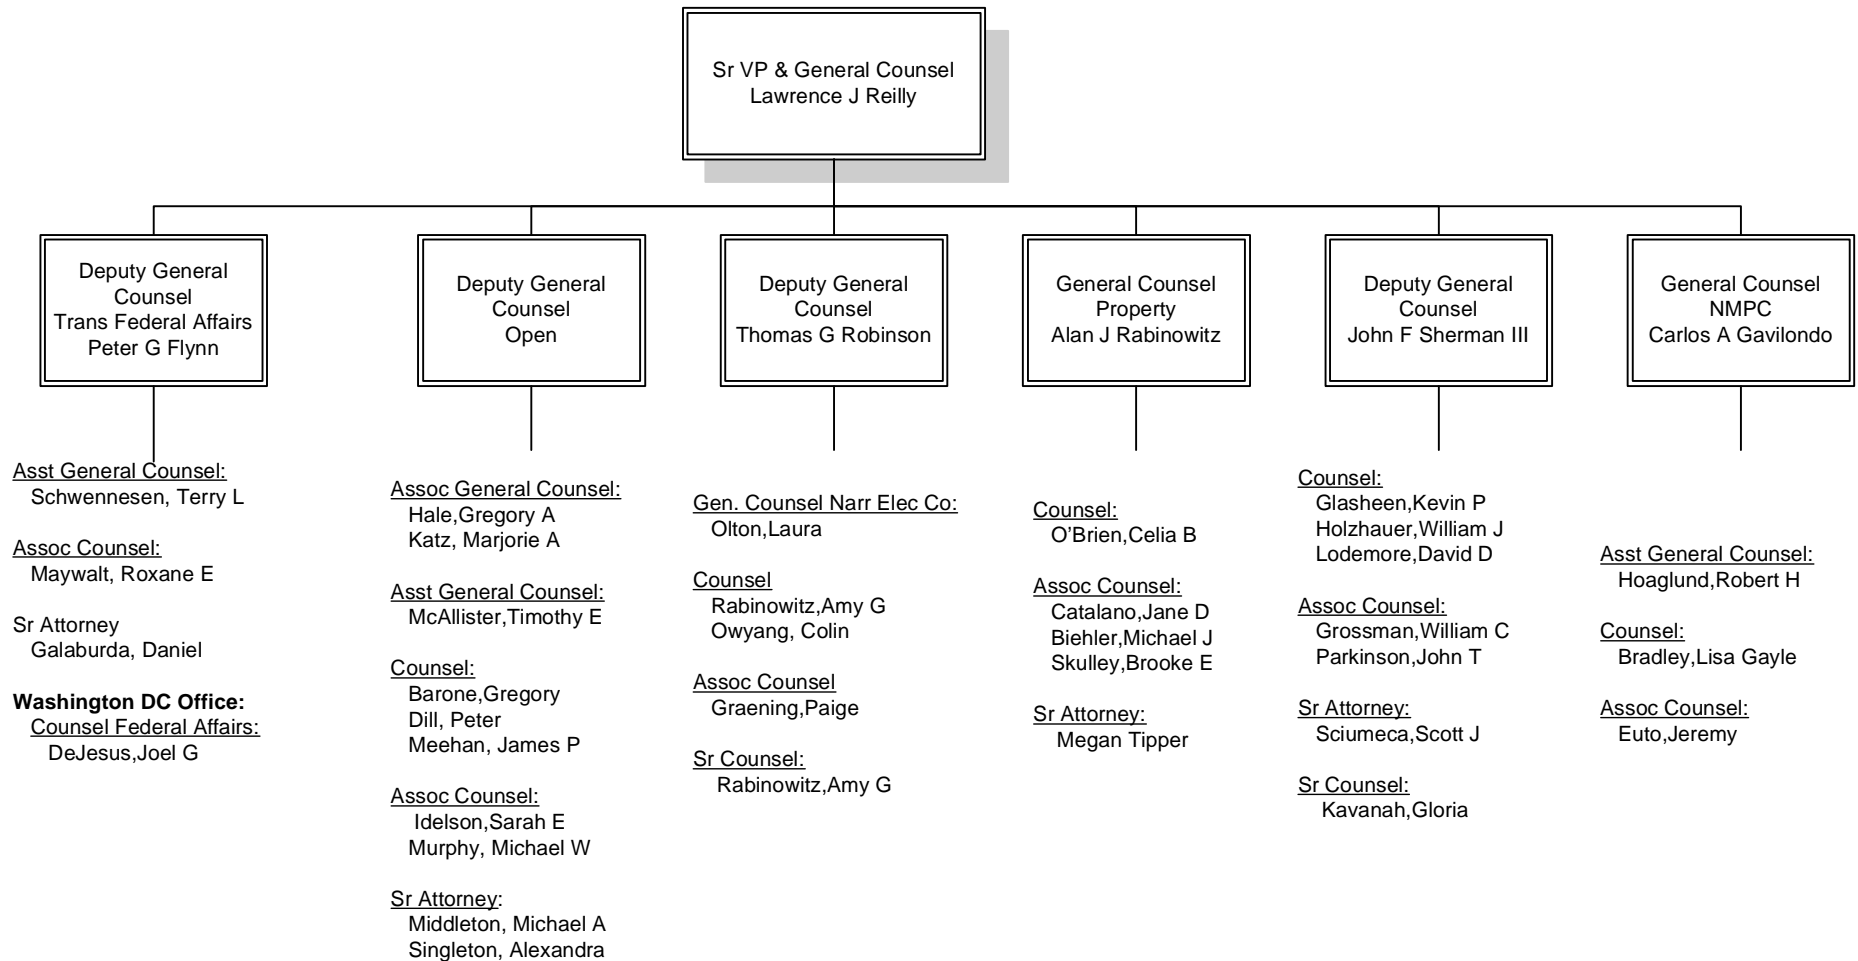 Sr VP & General Counsel
Lawrence J Reilly
Deputy General
Counsel
Trans Federal Affairs
Peter G Flynn
Deputy General
Counsel
Open
Deputy General
Counsel
Thomas G Robinson
General Counsel
Property
Alan J Rabinowitz
Deputy General
Counsel
John F Sherman III
General Counsel
NMPC
Carlos A Gavilondo
Asst General Counsel:
Schwennesen, Terry L
Assoc Counsel:
Maywalt, Roxane E
Sr Attorney
Galaburda, Daniel
Washington DC Office:
Counsel Federal Affairs:
DeJesus,Joel G
Assoc General Counsel:
Hale,Gregory A
Katz, Marjorie A
Asst General Counsel:
McAllister,Timothy E
Counsel:
Barone,Gregory
Dill, Peter
Meehan, James P
Assoc Counsel:
Idelson,Sarah E
Murphy, Michael W
Sr Attorney:
Middleton, Michael A
Singleton, Alexandra
Gen. Counsel Narr Elec Co:
Olton,Laura
Counsel
Rabinowitz,Amy G
Owyang, Colin
Assoc Counsel
Graening,Paige
Sr Counsel:
Rabinowitz,Amy G
Counsel:
O’Brien,Celia B
Assoc Counsel:
Catalano,Jane D
Biehler,Michael J
Skulley,Brooke E
Sr Attorney:
Megan Tipper
Counsel:
Glasheen,Kevin P
Holzhauer,William J
Lodemore,David D
Assoc Counsel:
Grossman,William C
Parkinson,John T
Sr Attorney:
Sciumeca,Scott J
Sr Counsel:
Kavanah,Gloria
Asst General Counsel:
Hoaglund,Robert H
Counsel:
Bradley,Lisa Gayle
Assoc Counsel:
Euto,Jeremy